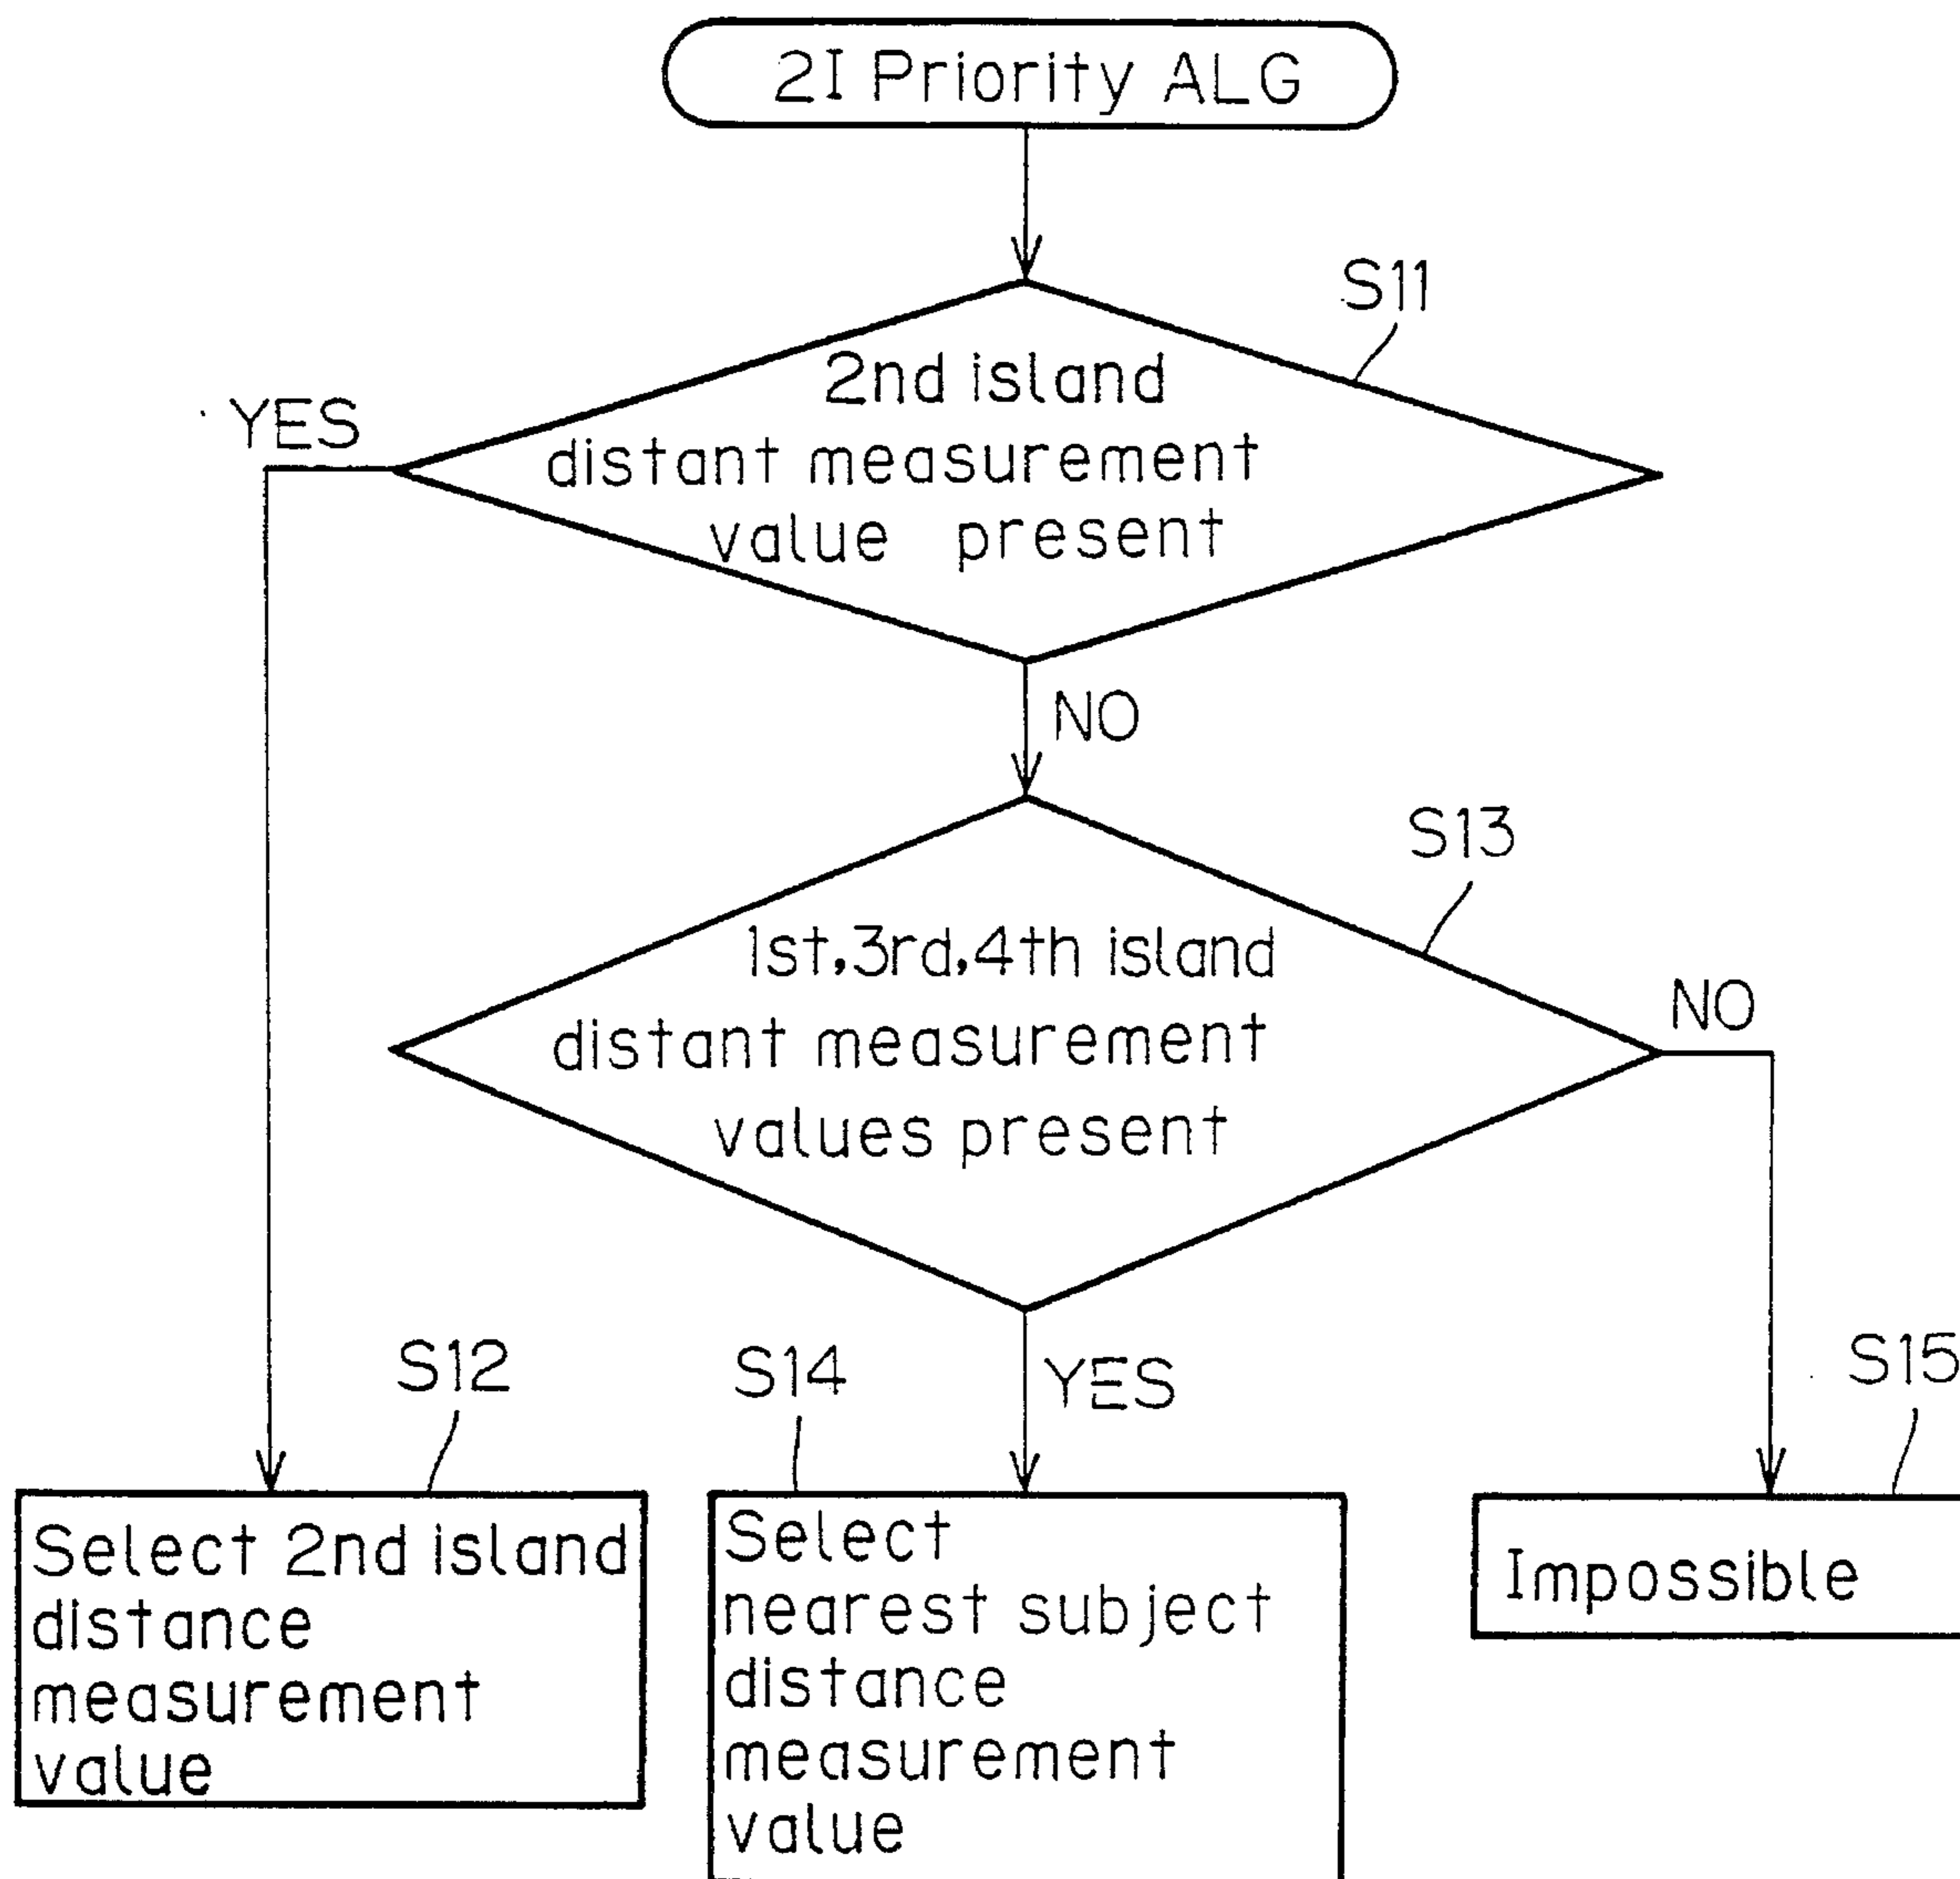 2I Priority ALG
S11
2nd island
distant measurement
value present
YES
NO
S13
1st,3rd,4th island
distant measurement
values present
NO
S12
S14
YES
S15
Select 2nd island
distance
measurement
value
Select
nearest subject
distance
measurement
value
Impossible